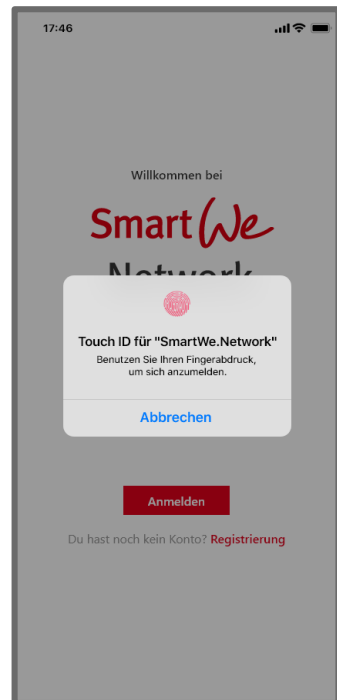 17:46
Willkommen bei
SmartWe
Network
Touch ID für "SmartWe.Network"
Benutzen Sie Ihren Fingerabdruck,
um sich anzumelden.
Abbrechen
Anmelden
Du hast noch kein Konto? Registrierung